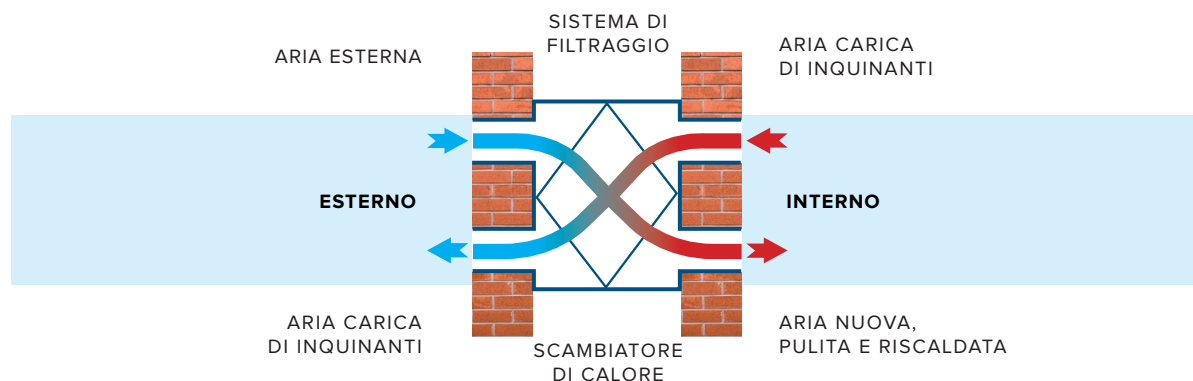 SISTEMA DI
FILTRAGGIO
ARIA ESTERNA
ARIA CARICA
DI INQUINANTI
ESTERNO
INTERNO
ARIA CARICA
DI INQUINANTI
SCAMBIATORE
DI CALORE
ARIA NUOVA,
PULITA E RISCALDATA